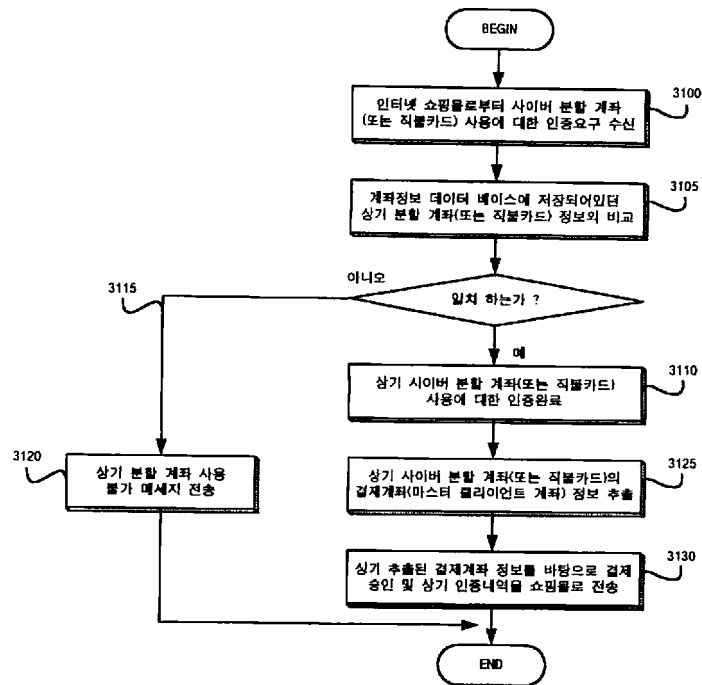 BEGIN
3100
인터넷 쇼핑몰로부터 사이버 분할 계좌
(또는 직불카드) 사용에 대한 인증요구 수신
3105
계좌정보 데이터 베이스에 저장되어있던
상기 분할 계좌(또는 직불카드) 정보의 비교
아니오
3115
일치 하는가 ?
예
3110
상기 사이버 분할 계좌(또는 직불카드)
사용에 대한 인증완료
3120
상기 분할 계좌 사용
불가 메세지 전송
3125
상기 사이버 분할 계좌(또는 직불카드)의
결제계좌(마스터 클라이언트 계좌) 정보 추출
3130
상기 추출된 결제계좌 정보를 바탕으로 결제
승인 및 상기 인증내역을 쇼핑몰로 전송
END